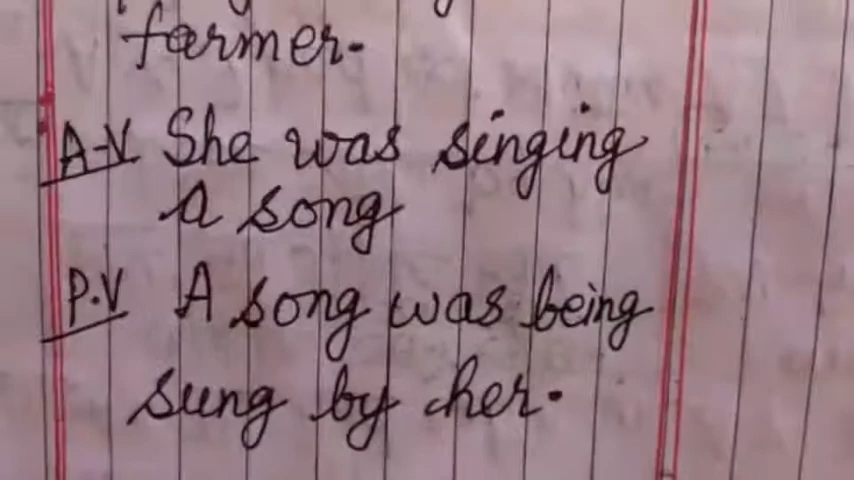 farmer.
A-V She was singing
a song
P.V A song was being
sung by her.